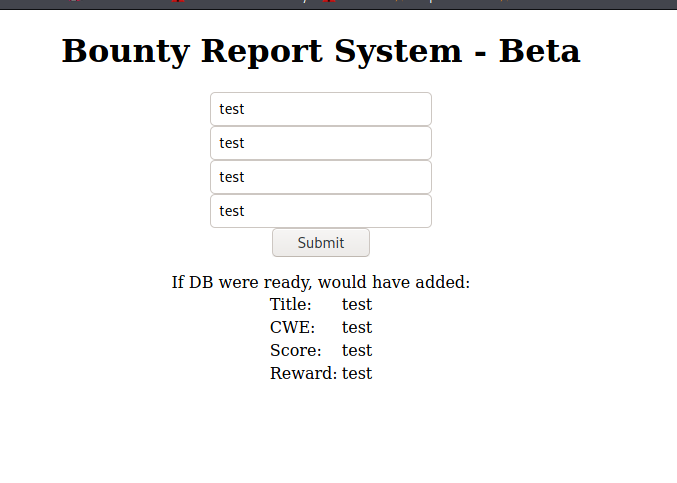 Bounty Report System - Beta
test
test
test
test
Submit
If DB were ready, would have added:
Title: test
CWE: test
Score: test
Reward: test